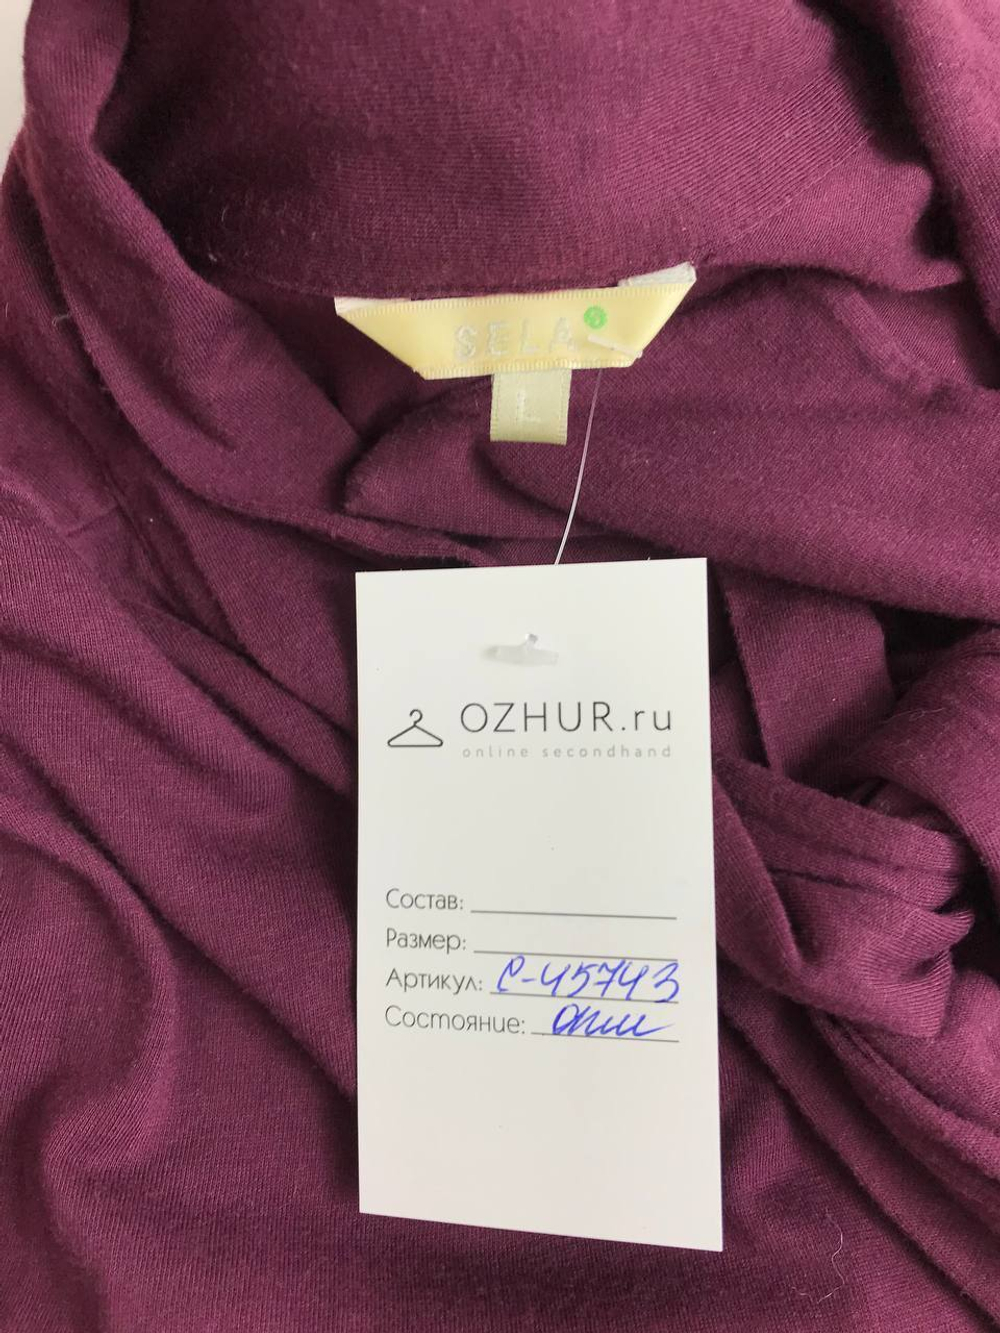 SELA
L
OZHUR.ru
online secondhand
Состав:
Размер:
Артикул: С-45743
Состояние: отл